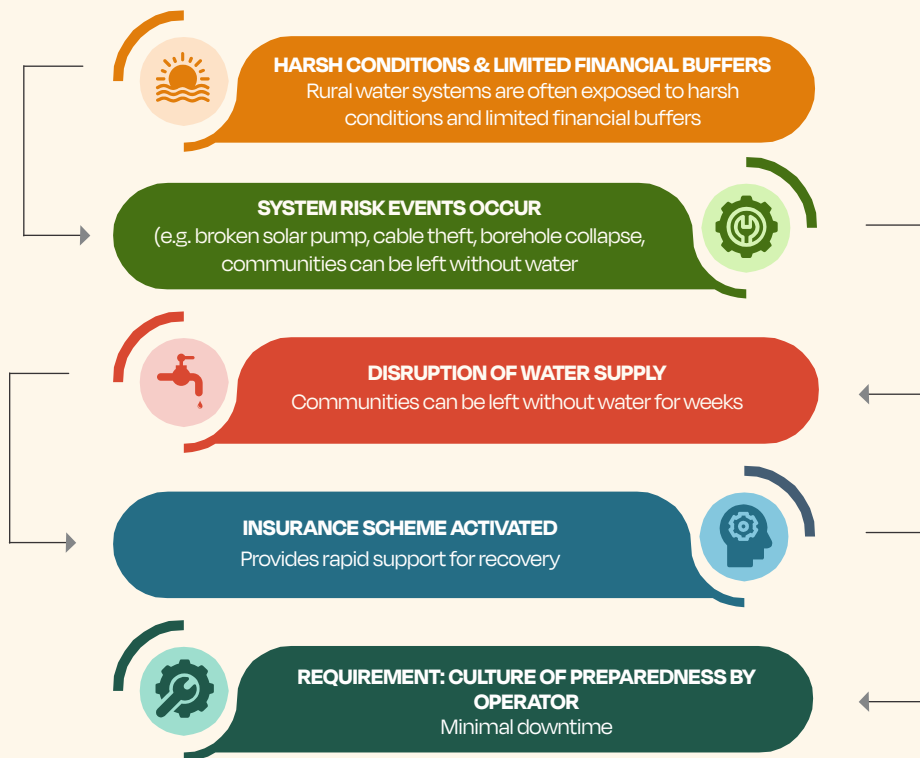 HARSH CONDITIONS & LIMITED FINANCIAL BUFFERS
Rural water systems are often exposed to harsh
conditions and limited financial buffers
SYSTEM RISK EVENTS OCCUR
(e.g. broken solar pump, cable theft, borehole collapse,
communities can be left without water
DISRUPTION OF WATER SUPPLY
Communities can be left without water for weeks
INSURANCE SCHEME ACTIVATED
Provides rapid support for recovery
REQUIREMENT: CULTURE OF PREPAREDNESS BY
OPERATOR
Minimal downtime